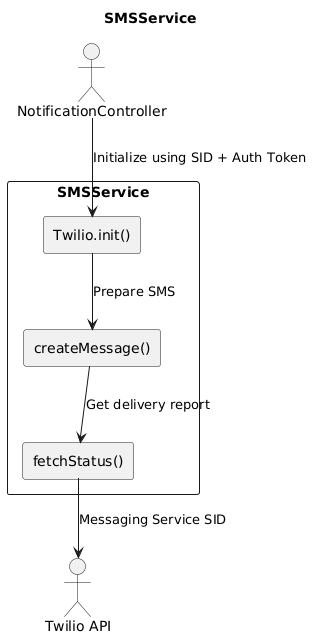 SMSService
NotificationController
Initialize using SID + Auth Token
SMSService
Twilio.init()
Prepare SMS
createMessage()
Get delivery report
fetchStatus()
Messaging Service SID
Twilio API